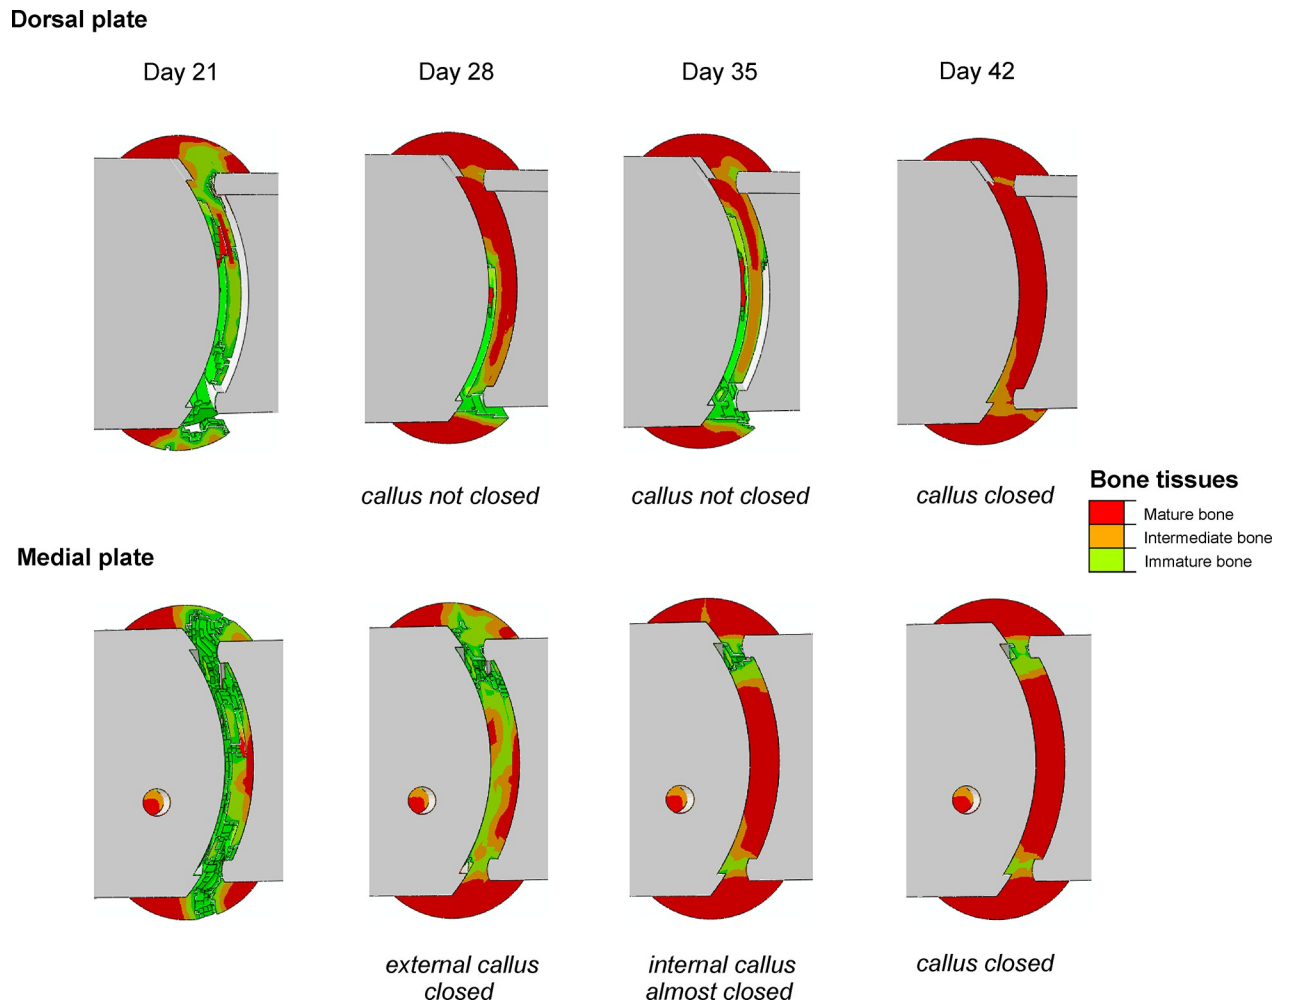 Dorsal plate
Day 21
Day 28
Day 35
Day 42
callus not closed
callus not closed
callus closed
Bone tissues
Mature bone
Intermediate bone
Immature bone
Medial plate
external callus
closed
internal callus
almost closed
callus closed